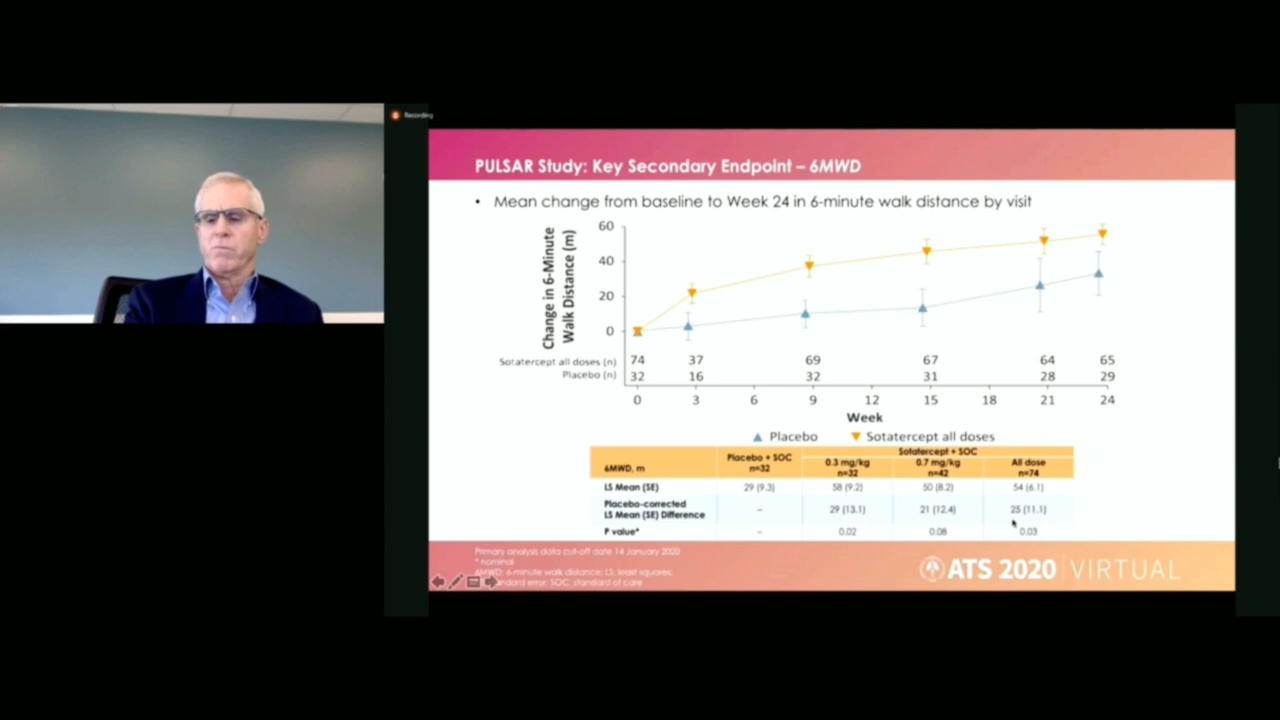 Recording
PULSAR Study: Key Secondary Endpoint – 6MWD
• Mean change from baseline to Week 24 in 6-minute walk distance by visit
Change in 6-Minute
Walk Distance (m)
60
40
20
0
Sotatercept all doses (n) 74 37 69 67 64 65
Placebo (n) 32 16 32 31 28 29
0 3 6 9 12 15 18 21 24
Week
Placebo Sotatercept all doses
6MWD, m
Placebo + SOC
n=32
Sotatercept + SOC
0.3 mg/kg
n=32
0.7 mg/kg
n=42
All dose
n=74
LS Mean (SE) 29 (9.3) 58 (9.2) 50 (8.2) 54 (6.1)
Placebo-corrected
LS Mean (SE) Difference – 29 (13.1) 21 (12.4) 25 (11.1)
P value* – 0.02 0.08 0.03
Primary analysis data cut-off date 14 January 2020
* nominal
6MWD: 6-minute walk distance; LS: least squares;
error; SOC: standard of care
ATS 2020 VIRTUAL